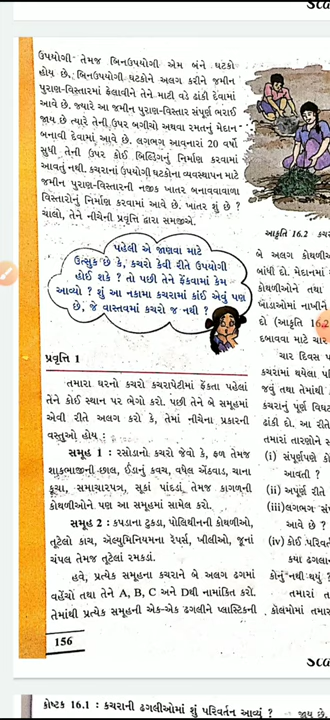 ઉપયોગી તેમજ બિનઉપયોગી એમ બંને ઘટકો
હોય છે. બિનઉપયોગી ઘટકોને અલગ કરીને જમીન
પુરાણ-વિસ્તારમાં ફેલાવીને તેને માટી વડે ઢાંકી દેવામાં
આવે છે. જ્યારે આ જમીન પુરાણ-વિસ્તાર સંપૂર્ણ ભરાઈ
જાય છે ત્યારે તેની ઉપર બગીચો અથવા રમતનું મેદાન
બનાવી દેવામાં આવે છે. લગભગ આવનારાં 20 વર્ષો
સુધી તેની ઉપર કોઈ બિલ્ડિંગનું નિર્માણ કરવામાં
આવતું નથી. કચરાનાં ઉપયોગી ઘટકોના વ્યવસ્થાપન માટે
જમીન પુરાણ-વિસ્તારની નજીક ખાતર બનાવવાવાળા
વિસ્તારોનું નિર્માણ કરવામાં આવે છે. ખાતર શું છે ?
ચાલો, તેને નીચેની પ્રવૃત્તિ દ્વારા સમજીએ.
પહેલી એ જાણવા માટે
ઉત્સુક છે કે, કચરો કેવી રીતે ઉપયોગી
હોઈ શકે ? તો પછી તેને ફેંકવામાં કેમ
આવ્યો ? શું આ નકામા કચરામાં કાંઈ એવું પણ
છે, જે વાસ્તવમાં કચરો જ નથી ?
પ્રવૃત્તિ 1
તમારા ઘરનો કચરો કચરાપેટીમાં ફેંકતા પહેલાં
તેને કોઈ સ્થાન પર ભેગો કરો. પછી તેને બે સમૂહમાં
એવી રીતે અલગ કરો કે, તેમાં નીચેના પ્રકારની
વસ્તુઓ હોય :
સમૂહ 1 : રસોડાનો કચરો જેવો કે, ફળ તેમજ
શાકભાજીની છાલ, ઈંડાનું કવચ, વધેલ એંઠવાડ, ચાના
કૂચા, સમાચારપત્ર, સૂકાં પાંદડાં તેમજ કાગળની
કોથળીઓને પણ આ સમૂહમાં સામેલ કરો.
સમૂહ 2 : કપડાના ટુકડા, પોલિથીનની કોથળીઓ,
તૂટેલો કાચ, એલ્યુમિનિયમના રેપર્સ, ખીલીઓ, જૂનાં
ચંપલ તેમજ તૂટેલાં રમકડાં.
હવે, પ્રત્યેક સમૂહના કચરાને બે અલગ ઢગમાં
વહેંચો તથા તેને A, B, C અને Dથી નામાંકિત કરો.
તેમાંથી પ્રત્યેક સમૂહની એક-એક ઢગલીને પ્લાસ્ટિકની
156
આકૃતિ 16.2
બે અલગ કોથળીઓ
બાંધી દો. મેદાનમાં
કોથળીઓને તથા
ખાડાઓમાં નાખીને
દો (આકૃતિ 16.2
દબાવવા માટે ચાર
ચાર દિવસ
કચરામાં થયેલા
જવું તથા તેમાંથી
કચરાનું પૂર્ણ
ઢાંકી દો. આ રીતે
તમારાં તારણોને
(i) સંપૂર્ણપણે
આવતી ?
(ii) અપૂર્ણ રીતે
(iii) લગભગ
આવે છે ?
(iv) કોઈ
ક્યા
કોનું નથી થયું ?
તમારાં
કોલમોમાં
કોષ્ટક 16.1 : કચરાની ઢગલીઓમાં શું પરિવર્તન આવ્યું ?
જાય છે.